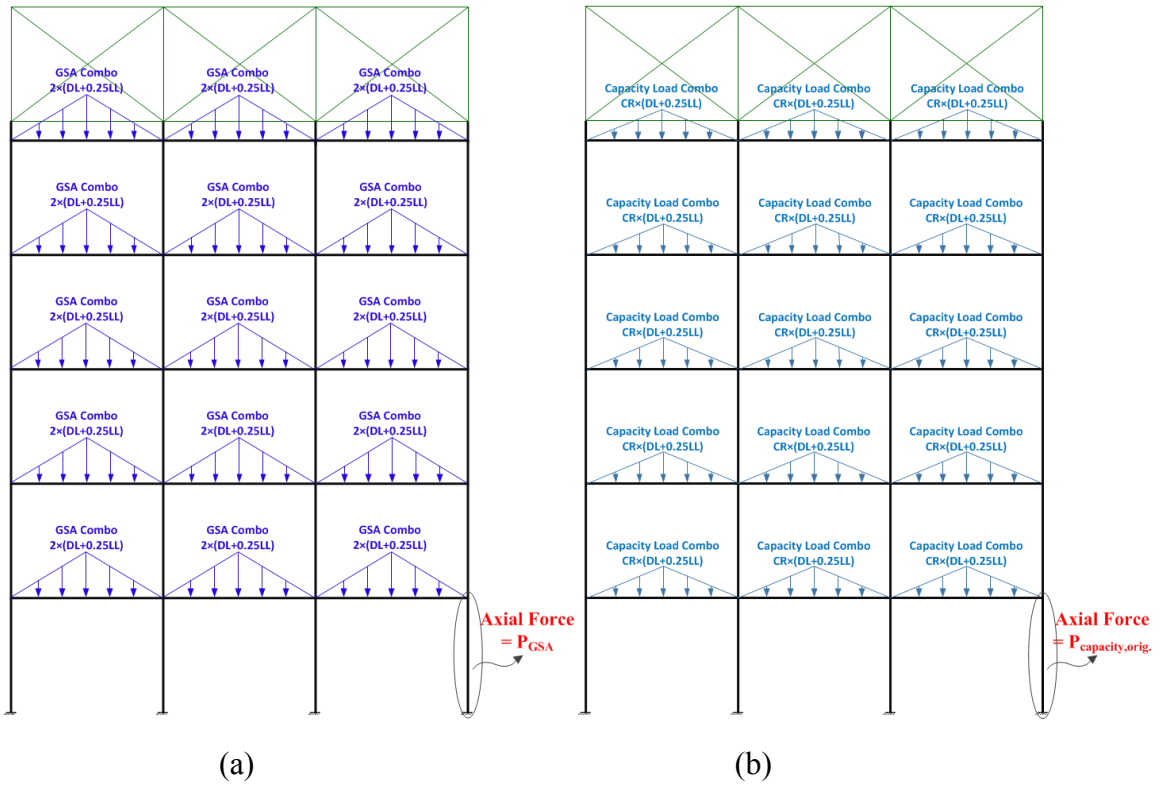 GSA Combo
2×(DL+0.25LL)
GSA Combo
2×(DL+0.25LL)
GSA Combo
2×(DL+0.25LL)
GSA Combo
2×(DL+0.25LL)
GSA Combo
2×(DL+0.25LL)
GSA Combo
2×(DL+0.25LL)
GSA Combo
2×(DL+0.25LL)
GSA Combo
2×(DL+0.25LL)
GSA Combo
2×(DL+0.25LL)
GSA Combo
2×(DL+0.25LL)
GSA Combo
2×(DL+0.25LL)
GSA Combo
2×(DL+0.25LL)
GSA Combo
2×(DL+0.25LL)
GSA Combo
2×(DL+0.25LL)
GSA Combo
2×(DL+0.25LL)
Axial Force
= P_GSA
(a)
Capacity Load Combo
CR×(DL+0.25LL)
Capacity Load Combo
CR×(DL+0.25LL)
Capacity Load Combo
CR×(DL+0.25LL)
Capacity Load Combo
CR×(DL+0.25LL)
Capacity Load Combo
CR×(DL+0.25LL)
Capacity Load Combo
CR×(DL+0.25LL)
Capacity Load Combo
CR×(DL+0.25LL)
Capacity Load Combo
CR×(DL+0.25LL)
Capacity Load Combo
CR×(DL+0.25LL)
Capacity Load Combo
CR×(DL+0.25LL)
Capacity Load Combo
CR×(DL+0.25LL)
Capacity Load Combo
CR×(DL+0.25LL)
Capacity Load Combo
CR×(DL+0.25LL)
Capacity Load Combo
CR×(DL+0.25LL)
Capacity Load Combo
CR×(DL+0.25LL)
Axial Force
= P_capacity,orig.
(b)